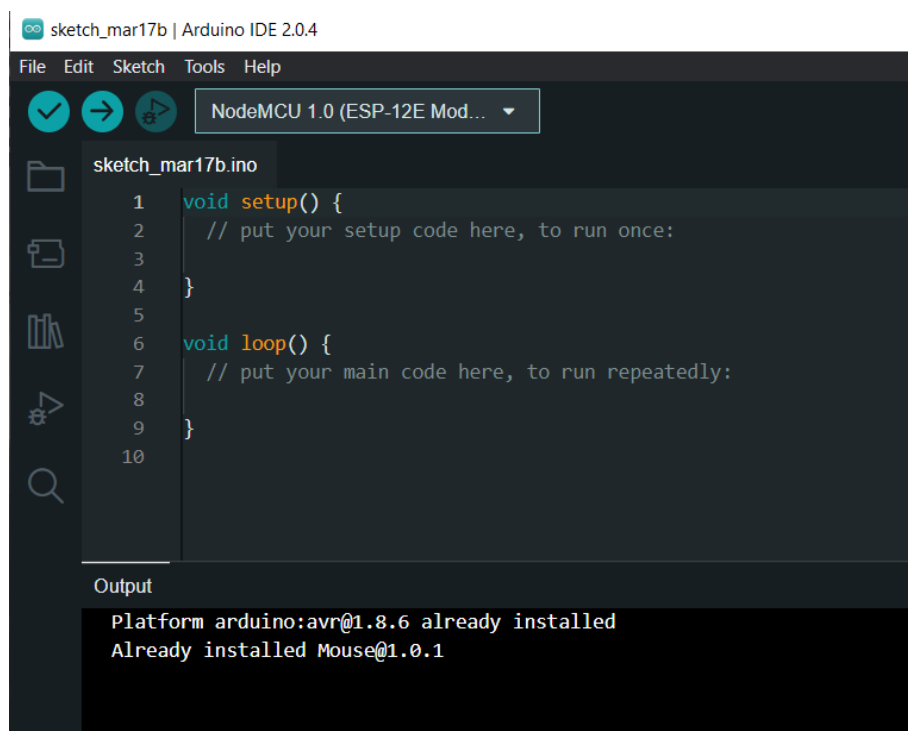 sketch_mar17b | Arduino IDE 2.0.4
File Edit Sketch Tools Help
NodeMCU 1.0 (ESP-12E Mod...
sketch_mar17b.ino
1 void setup() {
2 // put your setup code here, to run once:
3
4 }
5
6 void loop() {
7 // put your main code here, to run repeatedly:
8
9 }
10
Output
Platform arduino:avr@1.8.6 already installed
Already installed Mouse@1.0.1